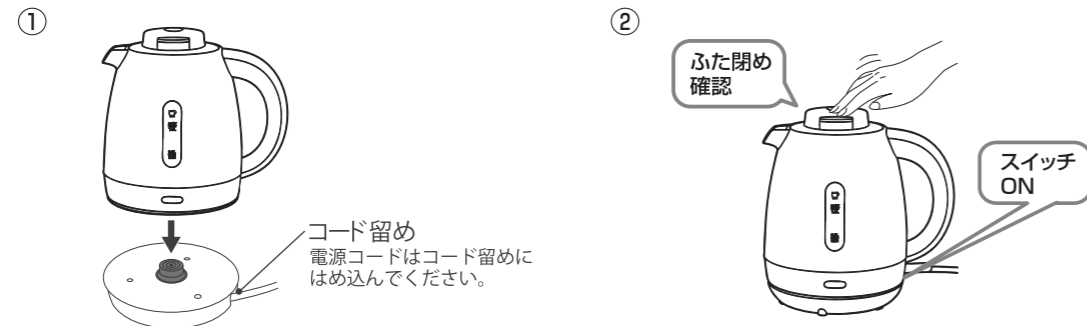 ①
コード留め
電源コードはコード留めに
はめ込んでください。
②
ふた閉め
確認
スイッチ
ON